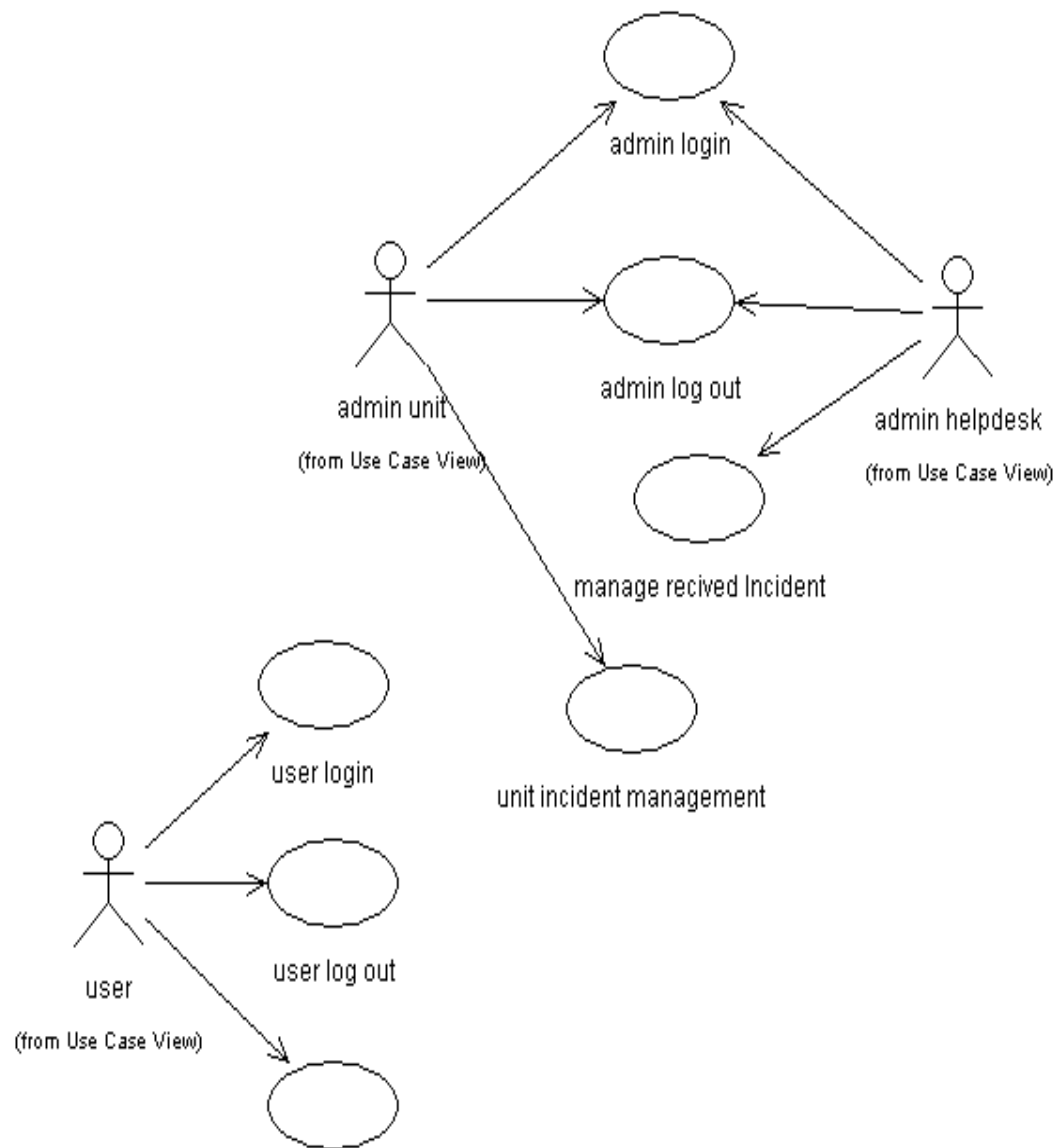 admin login
admin unit
(from Use Case View)
admin log out
admin helpdesk
(from Use Case View)
manage recived Incident
unit incident management
user login
user log out
user
(from Use Case View)